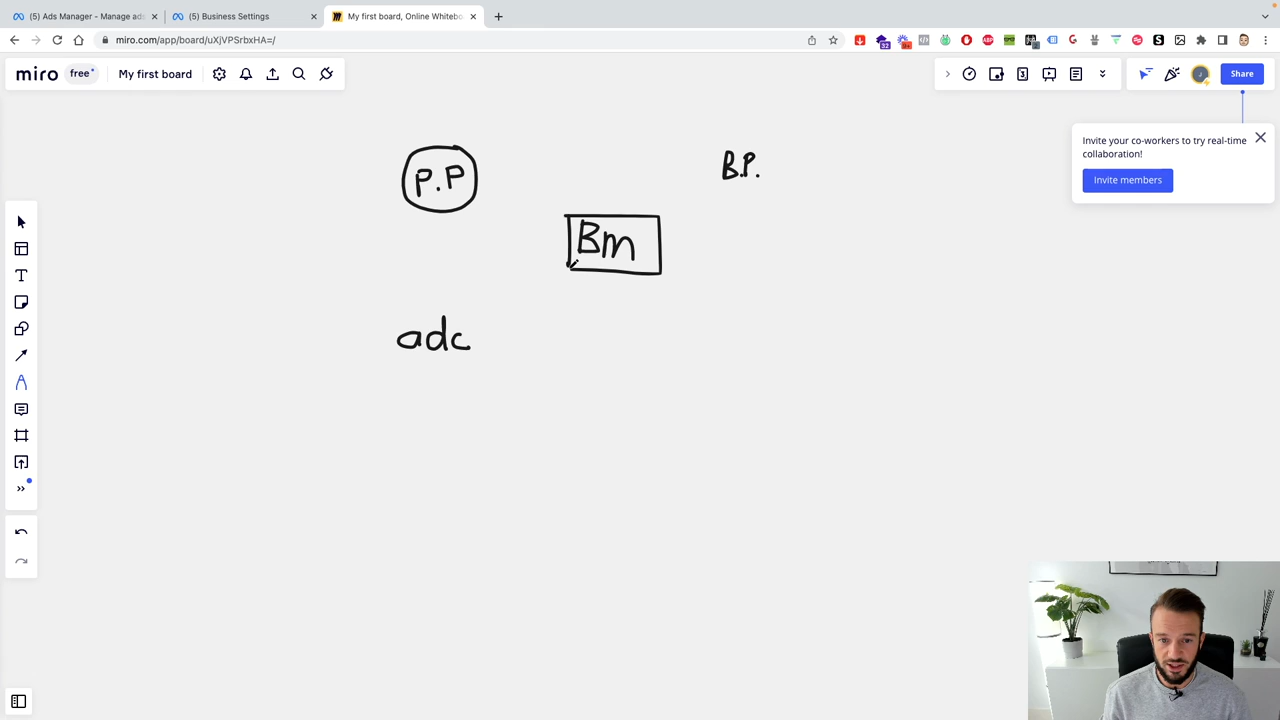 (5) Ads Manager - Manage ads
(5) Business Settings
My first board, Online Whitebo
miro.com/app/board/uXjVPSrbxHA=/
miro free My first board
Share
Invite your co-workers to try real-time
collaboration!
Invite members
P.P
B.P.
Bm
adc